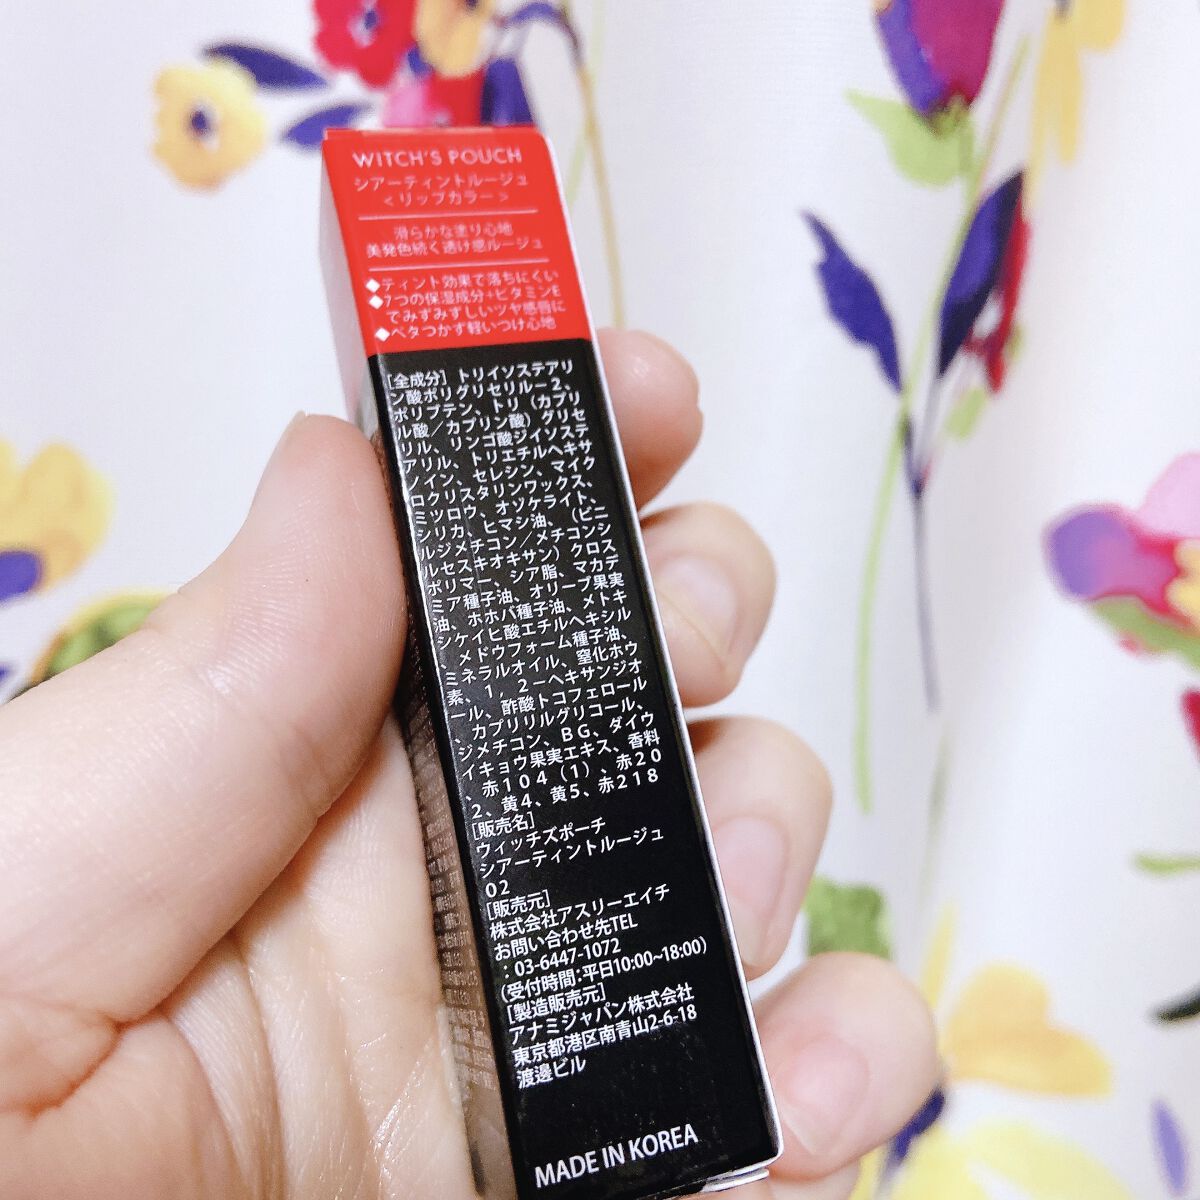 WITCH'S POUCH
シアーティントルージュ
<リップカラー>
滑らかな塗り心地
美発色続く透け感ルージュ
◆ティント効果で落ちにくい
◆7つの保湿成分+ビタミンE
でみずみずしいツヤ感唇に
◆ベタつかず軽いつけ心地
[全成分] トリイソステアリ
ン酸ポリグリセリル－2、
ポリブテン、トリ（カプリ
ル酸／カプリン酸）グリセ
リル、リンゴ酸ジイソステ
アリル、トリエチルヘキサ
ノイン、セレシン、マイク
ロクリスタリンワックス、
ミツロウ、オゾケライト、
シリカ、ヒマシ油、（ビニ
ルジメチコン／メチコンシ
ルセスキオキサン）クロス
ポリマー、シア脂、マカデ
ミア種子油、オリーブ果実
油、ホホバ種子油、メトキ
シケイヒ酸エチルヘキシル
、メドウフォーム種子油、
ミネラルオイル、窒化ホウ
素、1，2－ヘキサンジオ
ール、酢酸トコフェロール
、カプリリルグリコール、
ジメチコン、BG、ダイウ
イキョウ果実エキス、香料
、赤104（1）、赤20
2、黄4、黄5、赤218
[販売名]
ウィッチズポーチ
シアーティントルージュ
02
[販売元]
株式会社アスリーエイチ
お問い合わせ先TEL
：03-6447-1072
(受付時間：平日10:00~18:00)
[製造販売元]
アナミジャパン株式会社
東京都港区南青山2-6-18
渡邊ビル
MADE IN KOREA